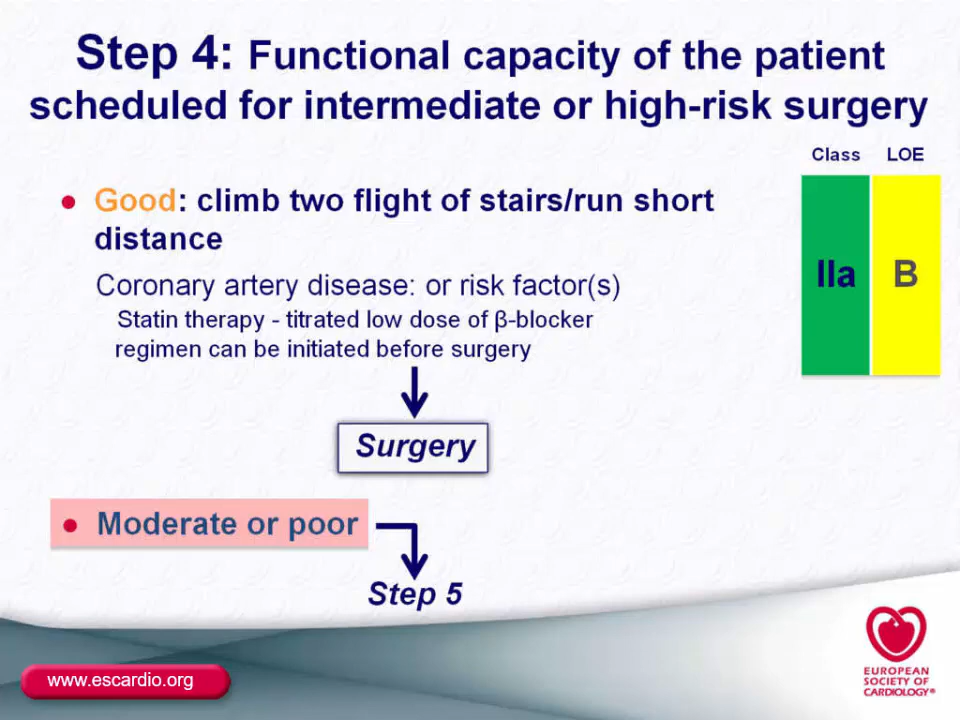 Step 4: Functional capacity of the patient
scheduled for intermediate or high-risk surgery
Class LOE
• Good: climb two flight of stairs/run short
distance
IIa B
Coronary artery disease: or risk factor(s)
Statin therapy - titrated low dose of β-blocker
regimen can be initiated before surgery
Surgery
• Moderate or poor
Step 5
www.escardio.org
EUROPEAN
SOCIETY OF
CARDIOLOGY®